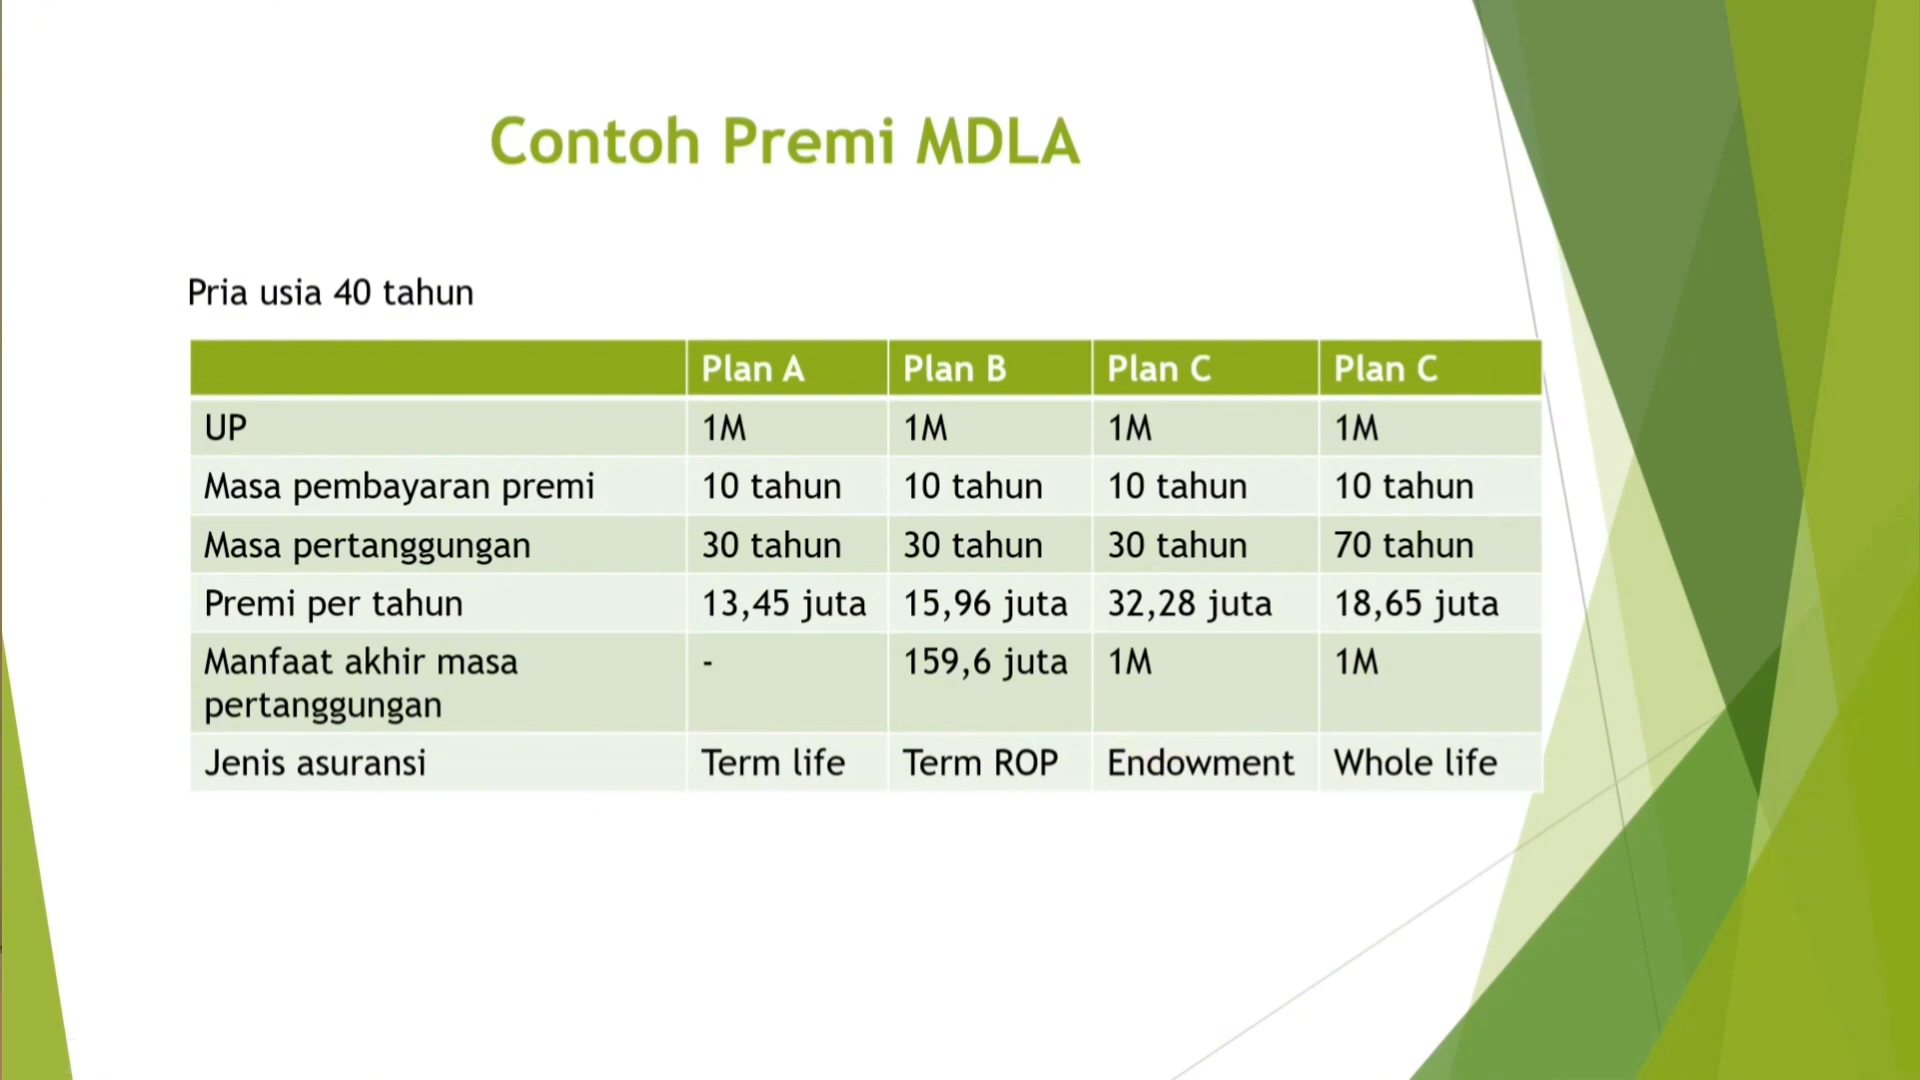 Contoh Premi MDLA
Pria usia 40 tahun
Plan A Plan B Plan C Plan C
UP 1M 1M 1M 1M
Masa pembayaran premi 10 tahun 10 tahun 10 tahun 10 tahun
Masa pertanggungan 30 tahun 30 tahun 30 tahun 70 tahun
Premi per tahun 13,45 juta 15,96 juta 32,28 juta 18,65 juta
Manfaat akhir masa - 159,6 juta 1M 1M
pertanggungan
Jenis asuransi Term life Term ROP Endowment Whole life